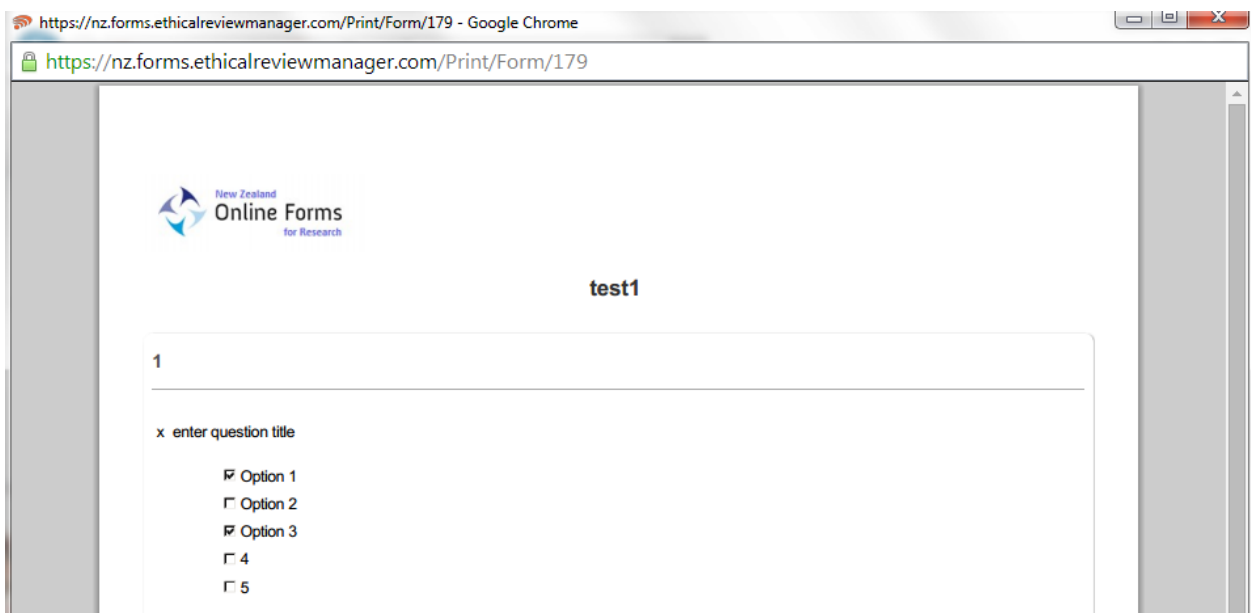 https://nz.forms.ethicalreviewmanager.com/Print/Form/179 - Google Chrome
https://nz.forms.ethicalreviewmanager.com/Print/Form/179
New Zealand
Online Forms
for Research
test1
1
x enter question title
Option 1
Option 2
Option 3
4
5